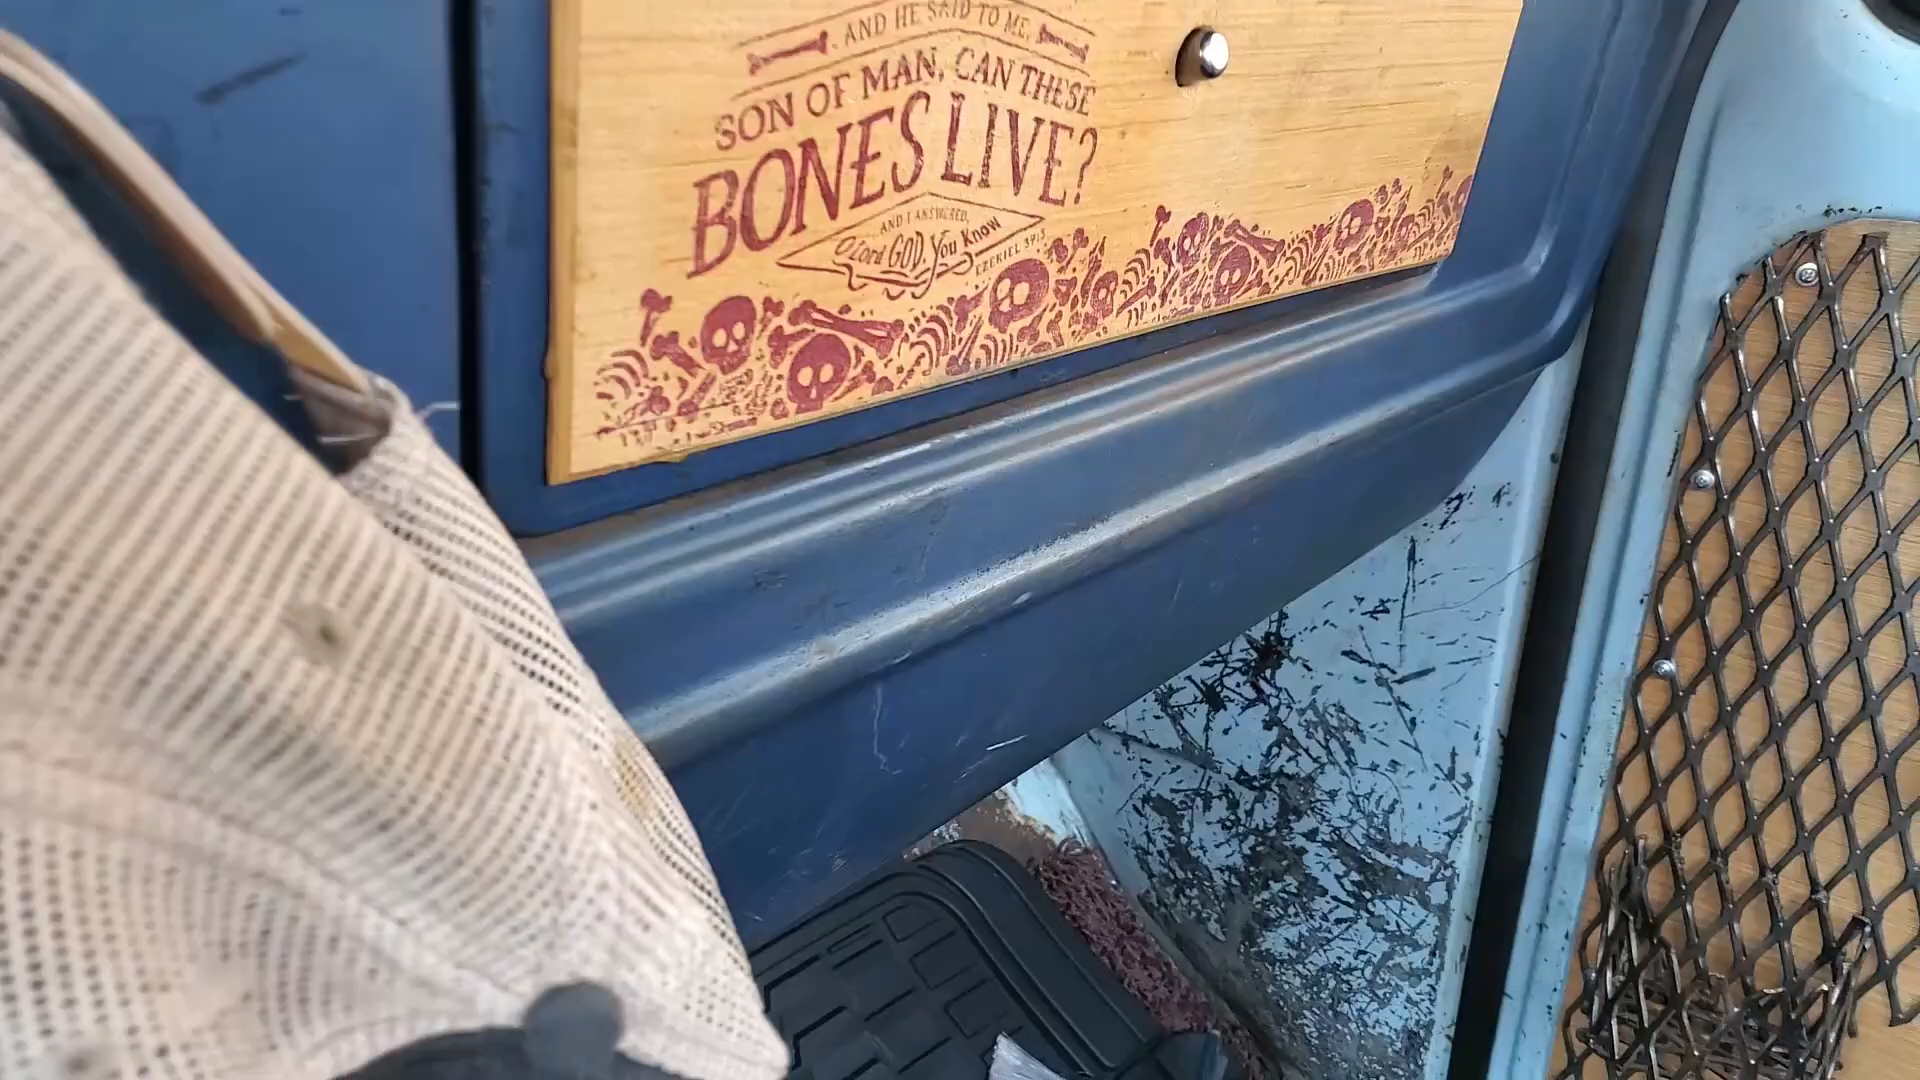 AND HE SAID TO ME,
SON OF MAN, CAN THESE
BONES LIVE?
AND I ANSWERED,
O Lord GOD, You Know
EZEKIEL 37:3